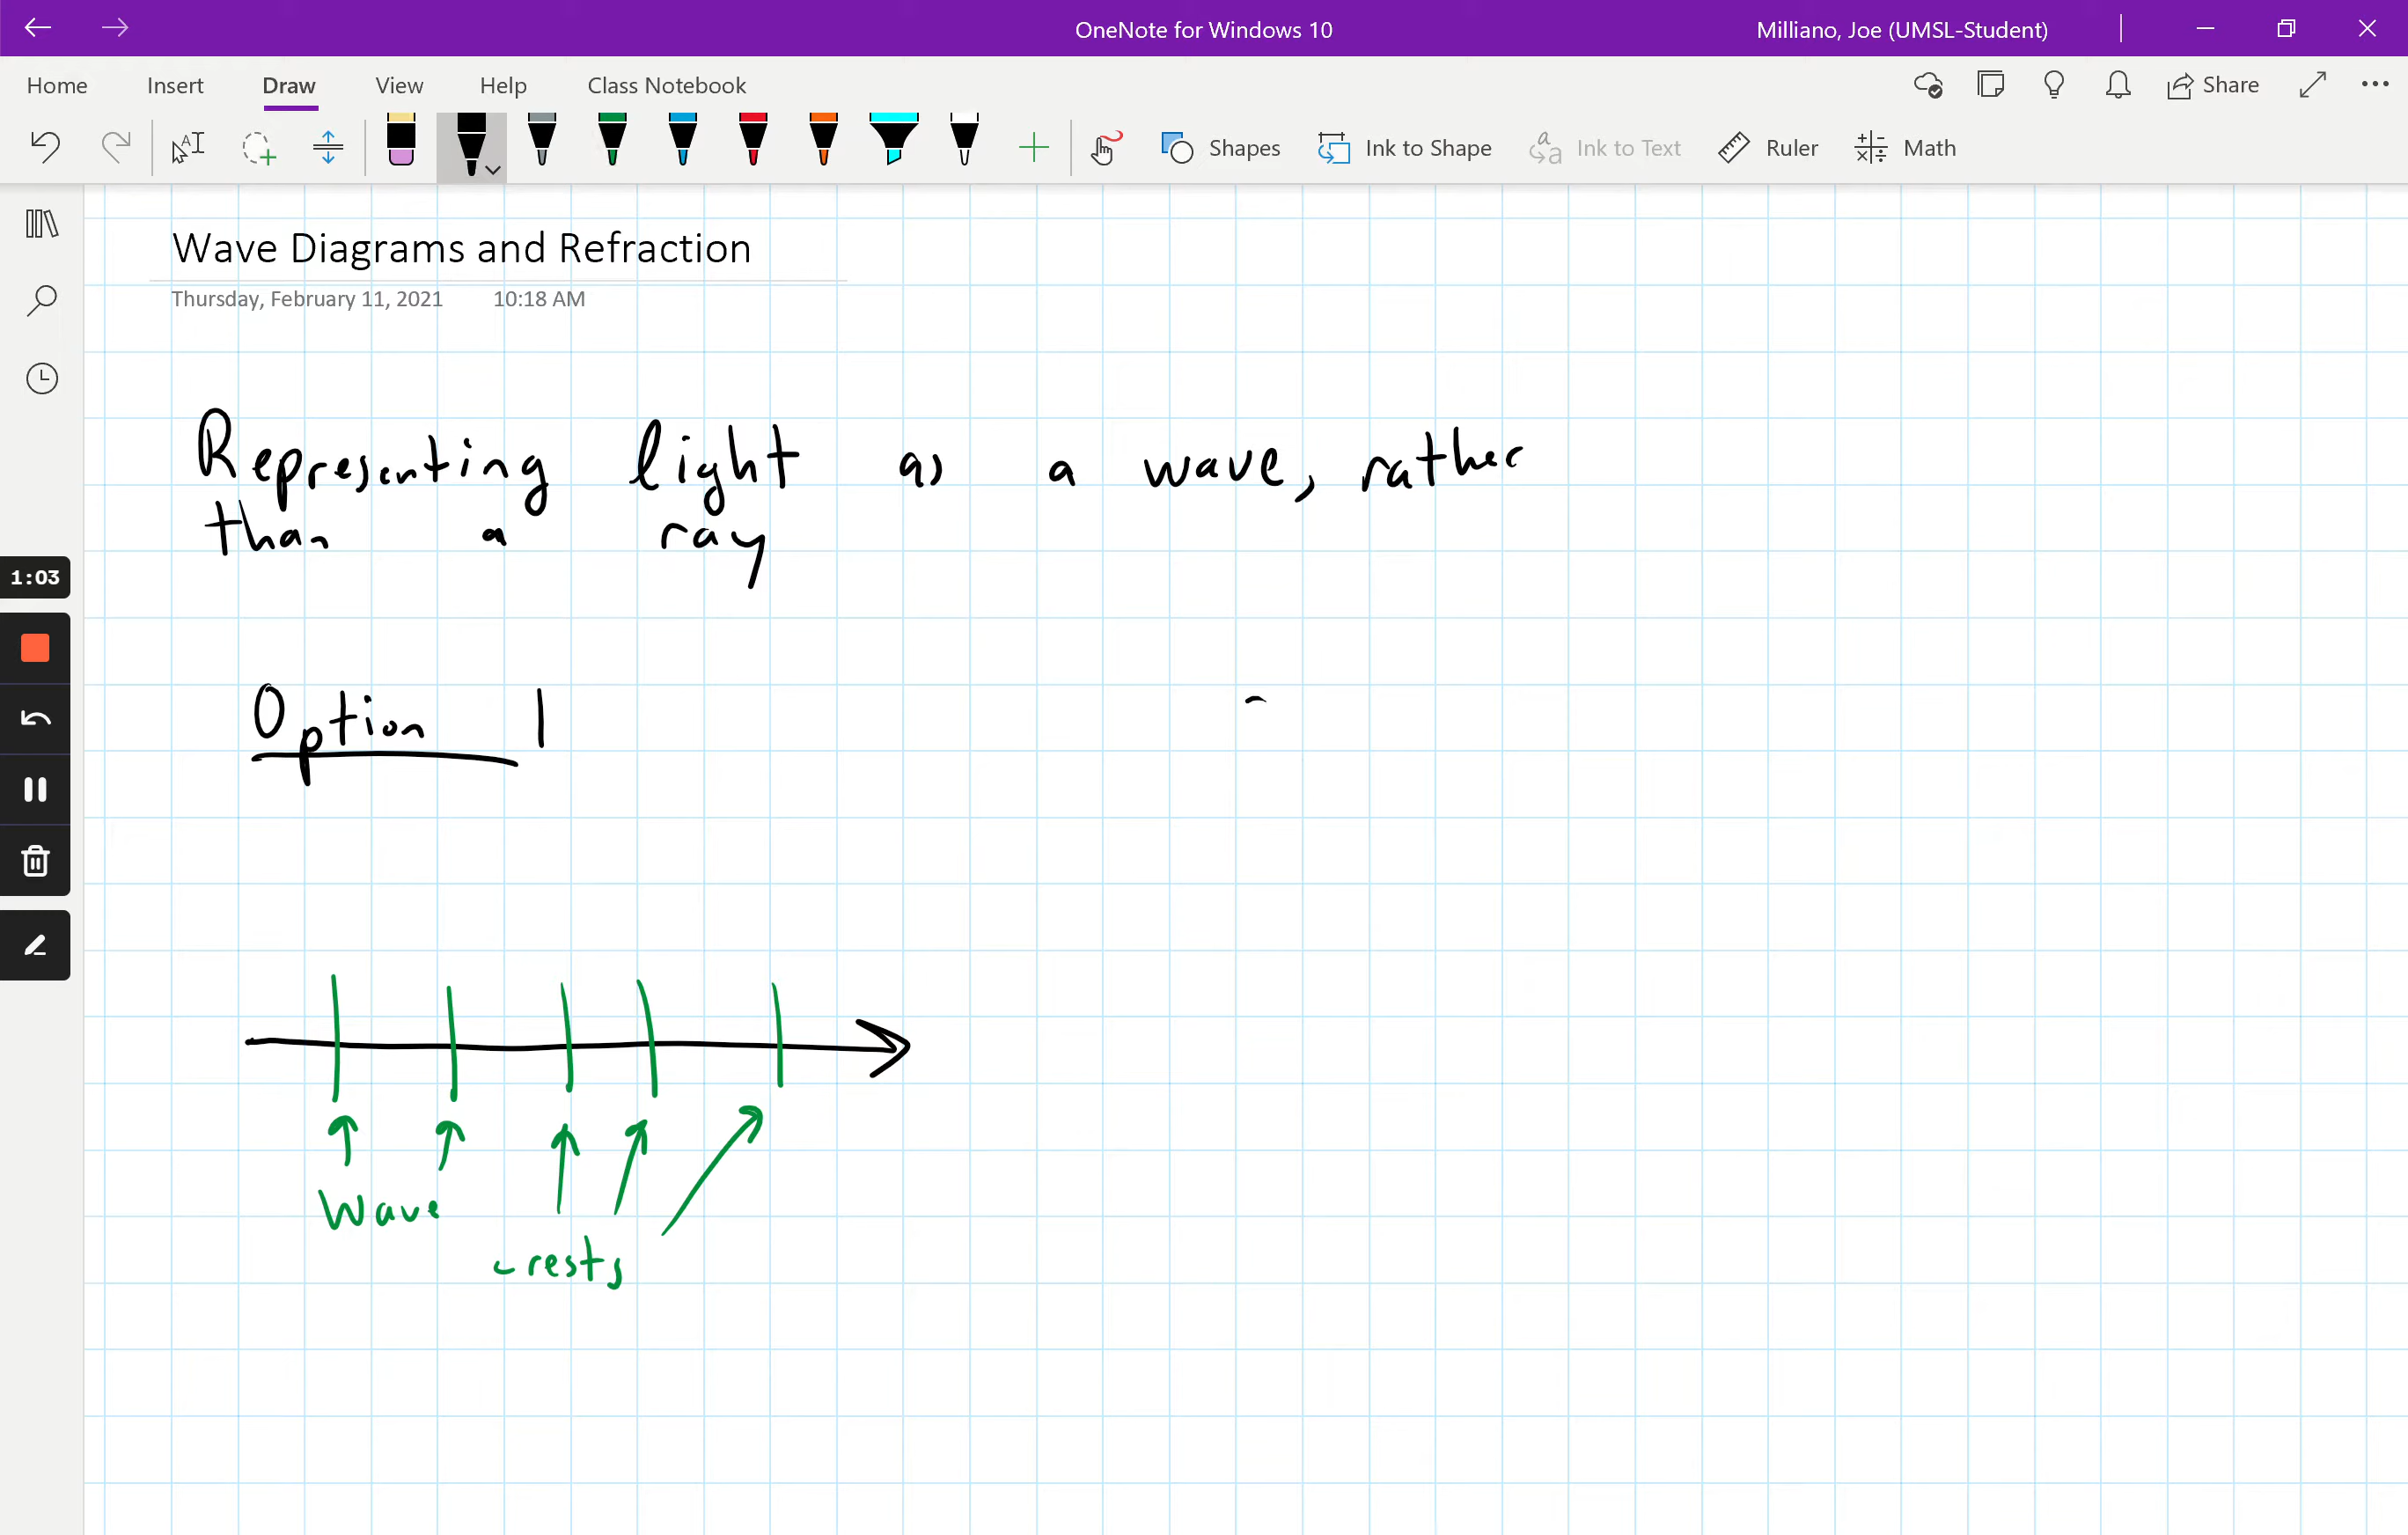 OneNote for Windows 10
Milliano, Joe (UMSL-Student)
Home Insert Draw View Help Class Notebook Share
Shapes Ink to Shape Ink to Text Ruler Math
Wave Diagrams and Refraction
Thursday, February 11, 2021 10:18 AM
Representing light as a wave, rather
than a ray
1:03
Option 1
Wave
crests